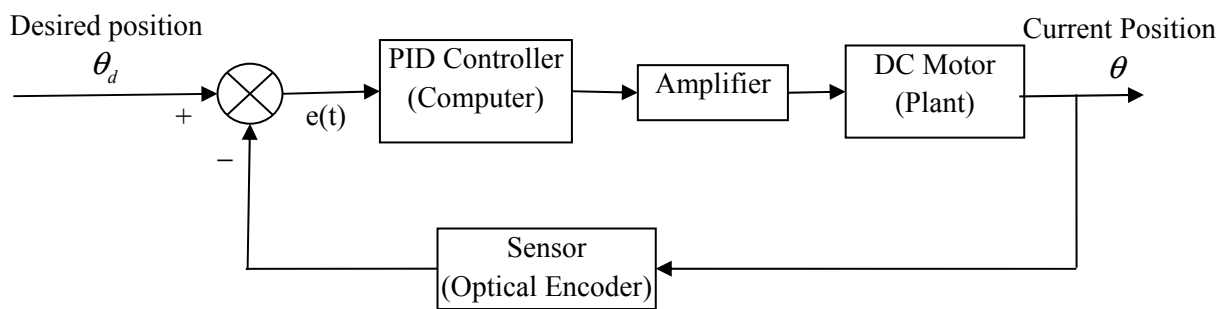 Desired position
θd
+
−
e(t)
PID Controller
(Computer)
Amplifier
DC Motor
(Plant)
Current Position
θ
Sensor
(Optical Encoder)